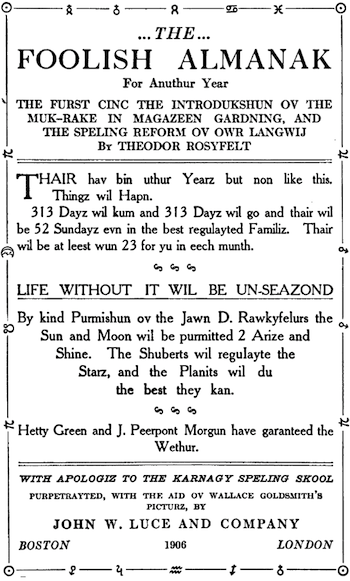 ...THE...
FOOLISH ALMANAK
For Anuthur Year
THE FURST CINC THE INTRODUKSHUN OV THE
MUK-RAKE IN MAGAZEEN GARDNING, AND
THE SPELING REFORM OV OWR LANGWIJ
BY THEODOR ROSYFELT
THAIR hav bin uthur Yearz but non like this.
Thingz wil Hapn.
313 Dayz wil kum and 313 Dayz wil go and thair wil
be 52 Sundayz evn in the best regulayted Familiz. Thair
wil be at leest wun 23 for yu in eech munth.
LIFE WITHOUT IT WIL BE UN-SEAZOND
By kind Purmishun ov the Jawn D. Rawkyfelurs the
Sun and Moon wil be purmitted 2 Arize and
Shine. The Shuberts wil regulayte the
Starz, and the Planits wil du
the best they kan.
Hetty Green and J. Peerpont Morgun have garanteed the
Wethur.
WITH APOLOGIZ TO THE KARNAGY SPELING SKOOL
PURPETRAYTED, WITH THE AID OV WALLACE GOLDSMITH'S
PICTURZ, BY
JOHN W. LUCE AND COMPANY
BOSTON 1906 LONDON